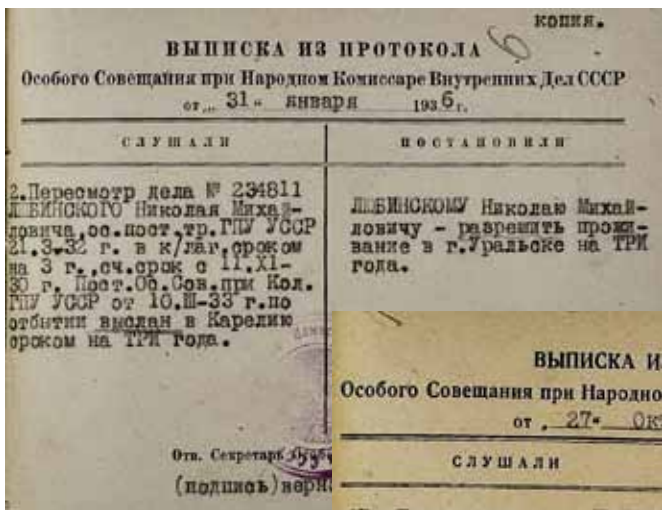 копия.
6
ВЫПИСКА ИЗ ПРОТОКОЛА
Особого Совещания при Народном Комиссаре Внутренних Дел СССР
от „ 31 " января 1936 г.
СЛУШАЛИ
2.Пересмотр дела № 234811
ЛЮБИНСКОГО Николая Михай-
ловича, ос.пост.тр.ГПУ УССР
21.3.32 г. в к/лаг.сроком
на 3 г.,сч.срок с 11.XI-
30 г. Пост.Ос.Сов.при Кол.
ГПУ УССР от 10.Ш-33 г.по
отбытии выслан в Карелию
сроком на ТРИ года.
ПОСТАНОВИЛИ
ЛЮБИНСКОМУ Николаю Михай-
ловичу - разрешить прожи-
вание в г.Уральске на ТРИ
года.
Отв. Секретарь
(подпись)
ВЫПИСКА И
Особого Совещания при Народно
от „ 27" Ок
СЛУШАЛИ